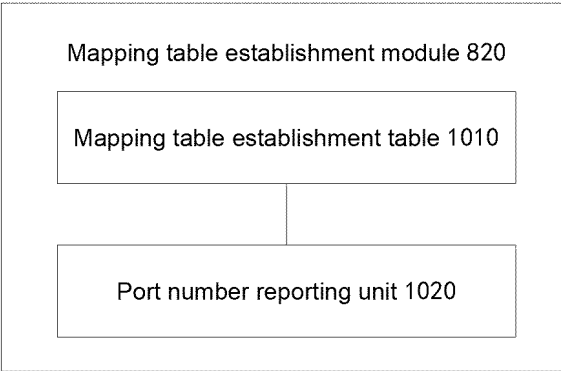 Mapping table establishment module 820
Mapping table establishment table 1010
Port number reporting unit 1020